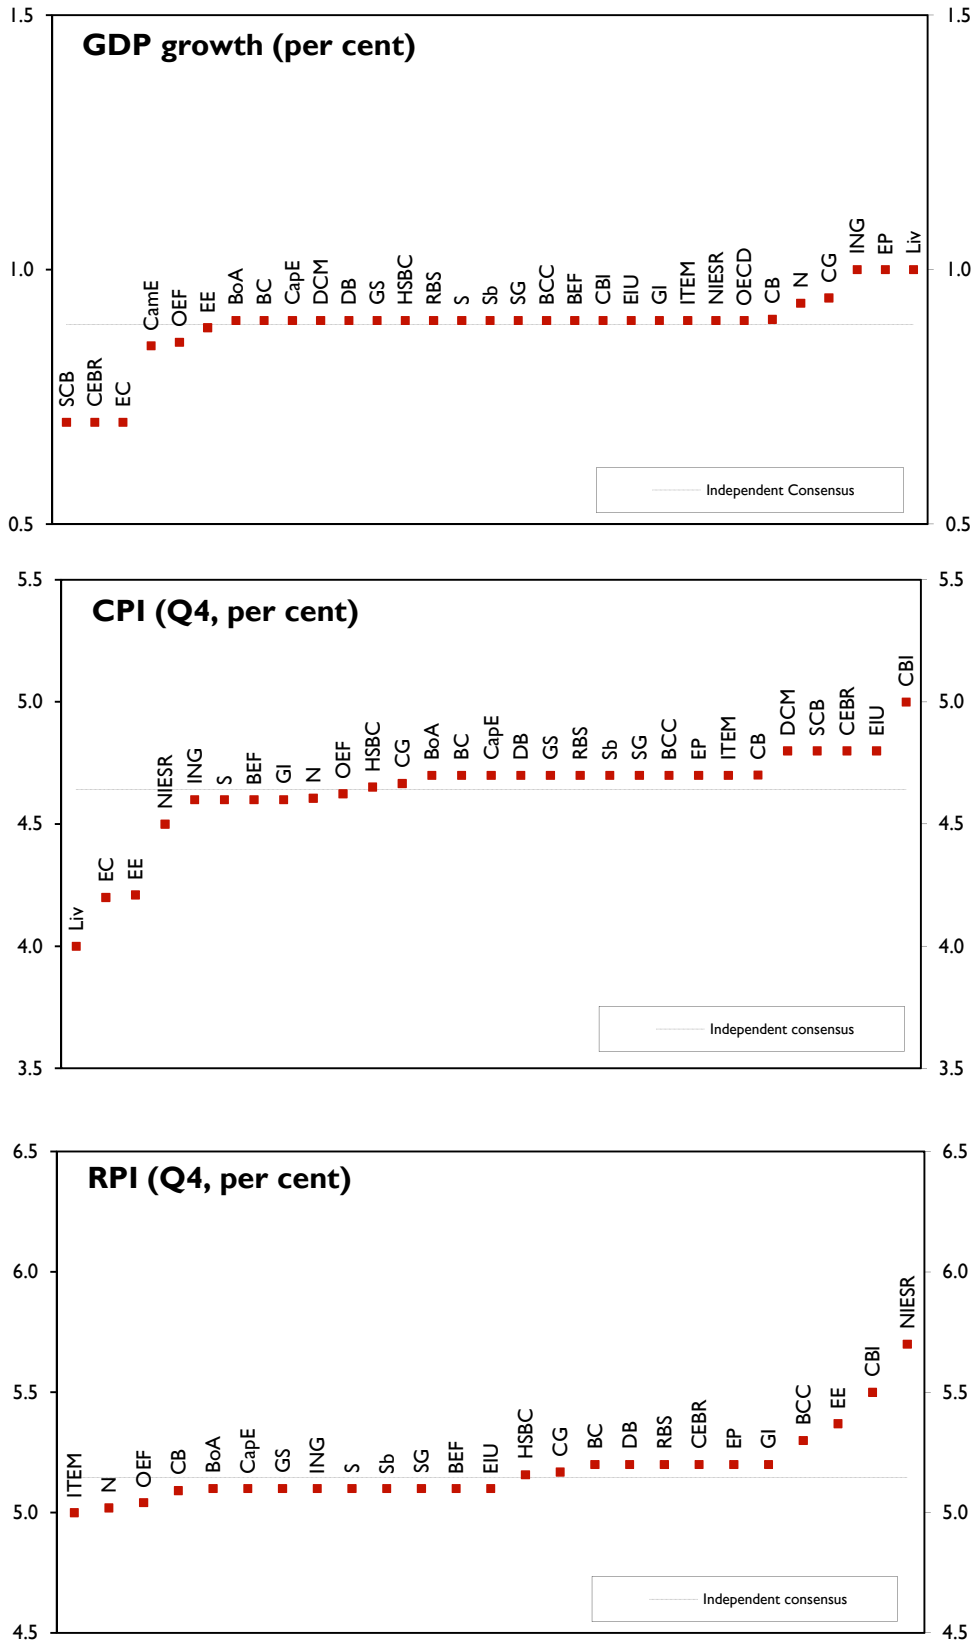 GDP growth (per cent)
1.5 1.5
1.0 1.0
0.5 0.5
SCB CEBR EC CamE OEF EE BoA BC CapE DCM DB GS HSBC RBS S Sb SG BCC BEF CBI EIU GI ITEM NIESR OECD CB N CG ING EP Liv
Independent Consensus
CPI (Q4, per cent)
5.5 5.5
5.0 5.0
4.5 4.5
4.0 4.0
3.5 3.5
Liv EC EE NIESR ING S BEF GI N OEF HSBC CG BoA BC CapE DB GS RBS Sb SG BCC EP ITEM CB DCM SCB CEBR EIU CBI
Independent consensus
RPI (Q4, per cent)
6.5 6.5
6.0 6.0
5.5 5.5
5.0 5.0
4.5 4.5
ITEM N OEF CB BoA CapE GS ING S Sb SG BEF EIU HSBC CG BC DB RBS CEBR EP GI BCC EE CBI NIESR
Independent consensus